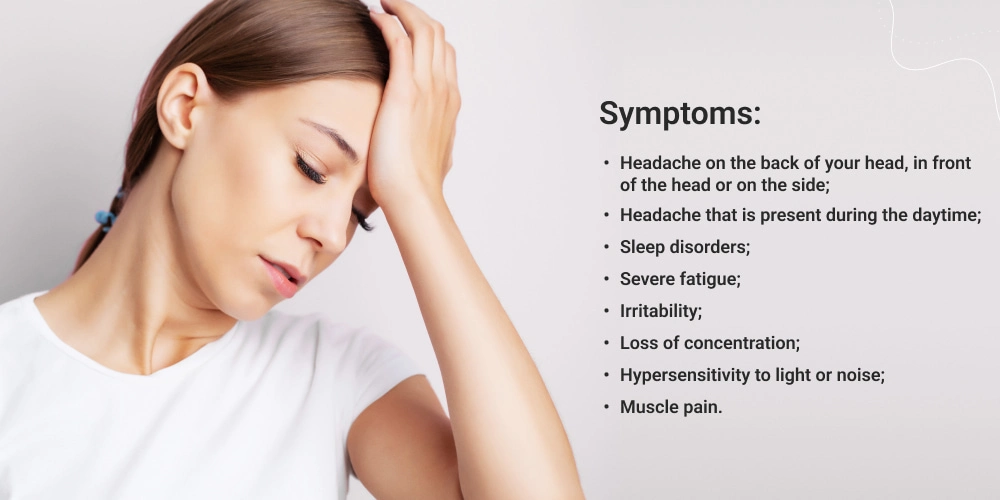 Symptoms:
• Headache on the back of your head, in front
of the head or on the side;
• Headache that is present during the daytime;
• Sleep disorders;
• Severe fatigue;
• Irritability;
• Loss of concentration;
• Hypersensitivity to light or noise;
• Muscle pain.